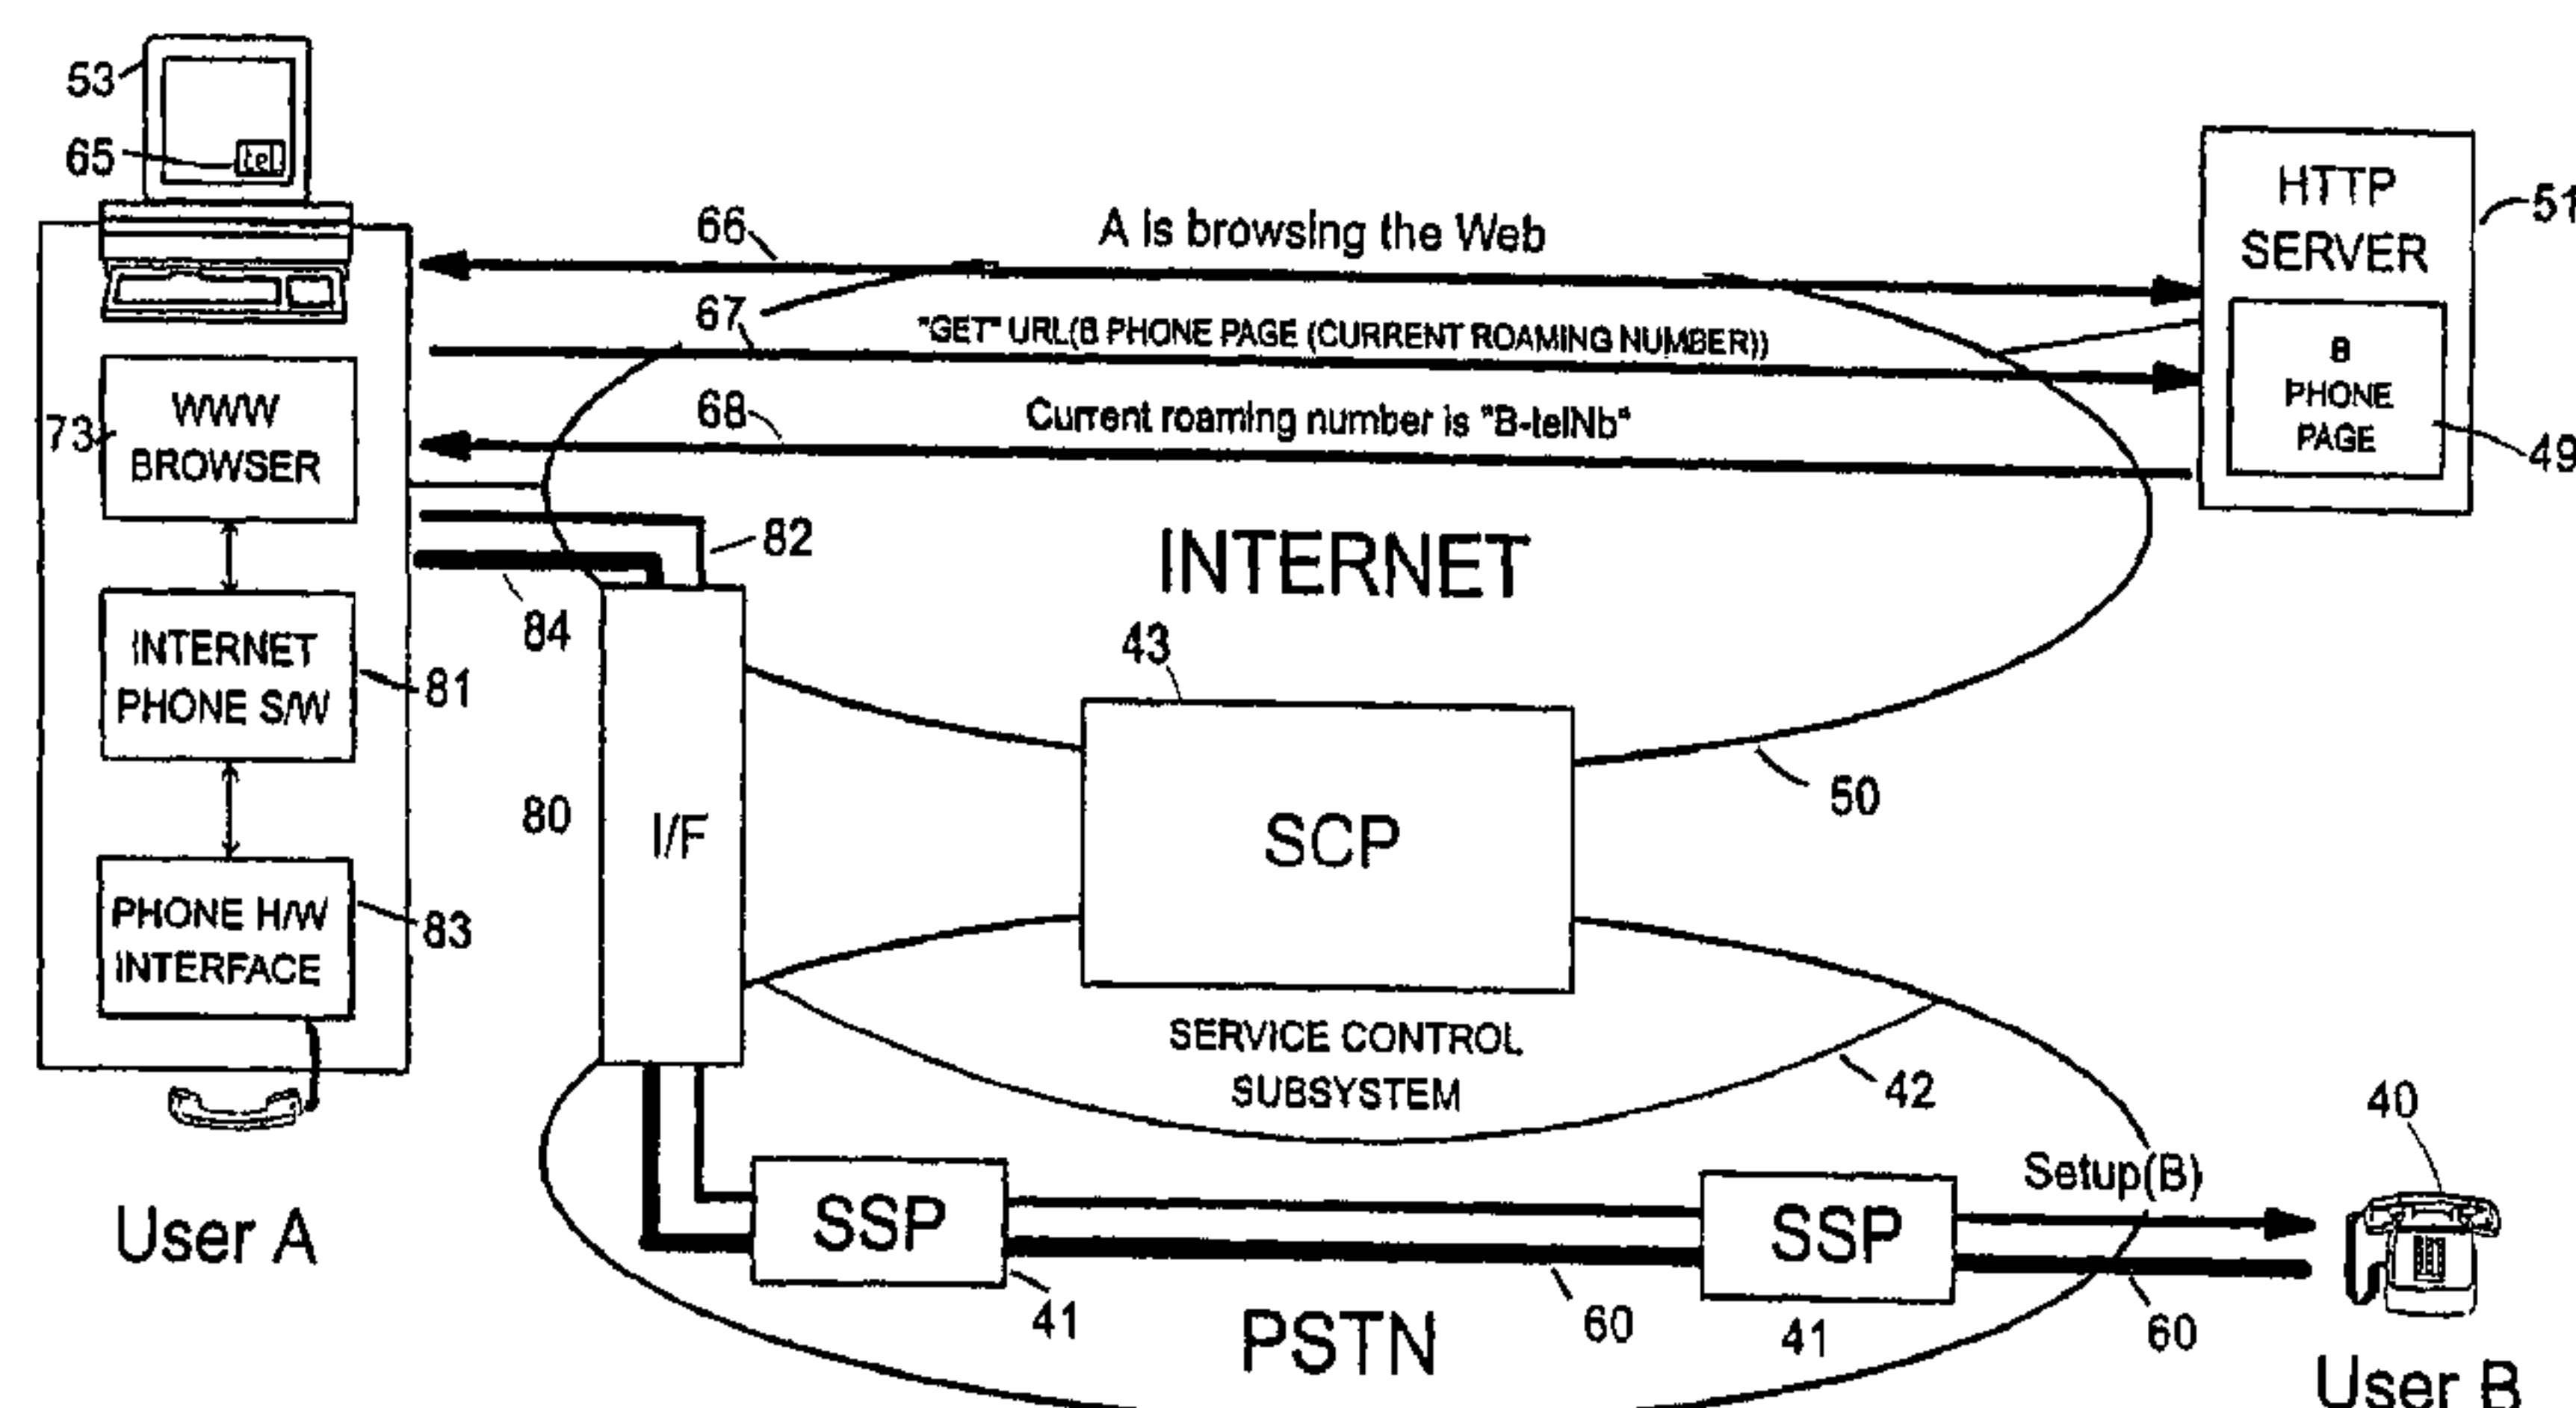 53
65
tel
66
A is browsing the Web
HTTP
SERVER
51
67
"GET" URL(B PHONE PAGE (CURRENT ROAMING NUMBER))
B
PHONE
PAGE
49
73
WWW
BROWSER
68
Current roaming number is "B-telNb"
82
84
INTERNET
INTERNET
PHONE S/W
81
43
80
I/F
SCP
50
PHONE H/W
INTERFACE
83
SERVICE CONTROL
SUBSYSTEM
42
40
Setup(B)
User A
SSP
SSP
41
60
41
60
PSTN
User B